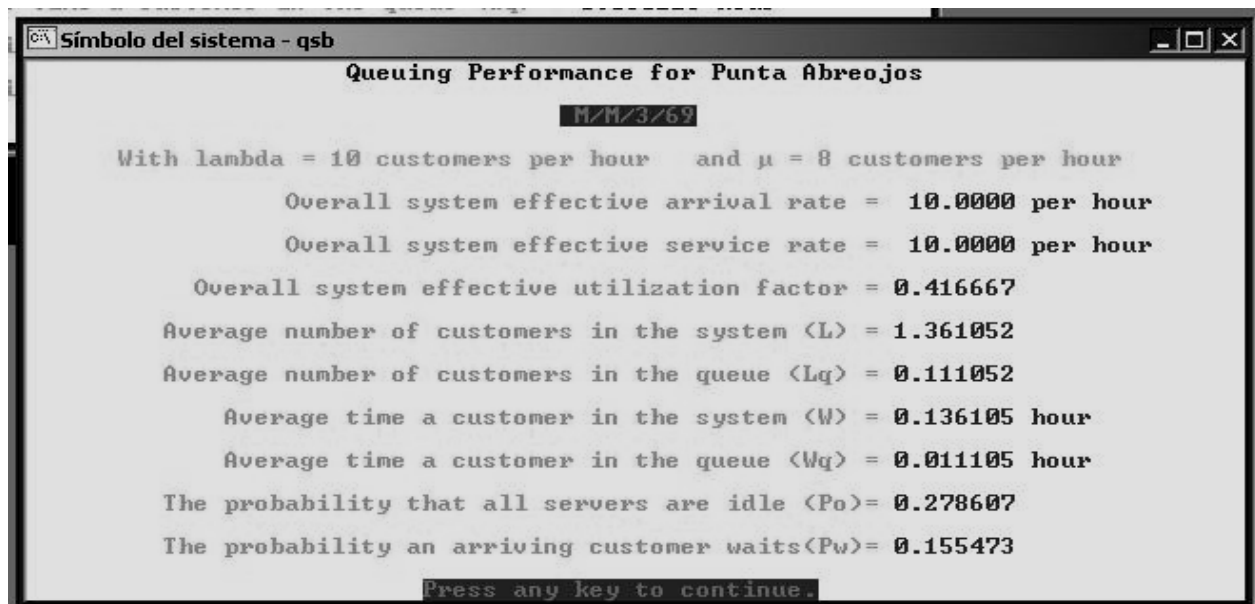 Símbolo del sistema - qsb
Queuing Performance for Punta Abreojos
M/M/3/69
With lambda = 10 customers per hour and μ = 8 customers per hour
Overall system effective arrival rate = 10.0000 per hour
Overall system effective service rate = 10.0000 per hour
Overall system effective utilization factor = 0.416667
Average number of customers in the system (L) = 1.361052
Average number of customers in the queue (Lq) = 0.111052
Average time a customer in the system (W) = 0.136105 hour
Average time a customer in the queue (Wq) = 0.011105 hour
The probability that all servers are idle (Po)= 0.278607
The probability an arriving customer waits(Pw)= 0.155473
Press any key to continue.